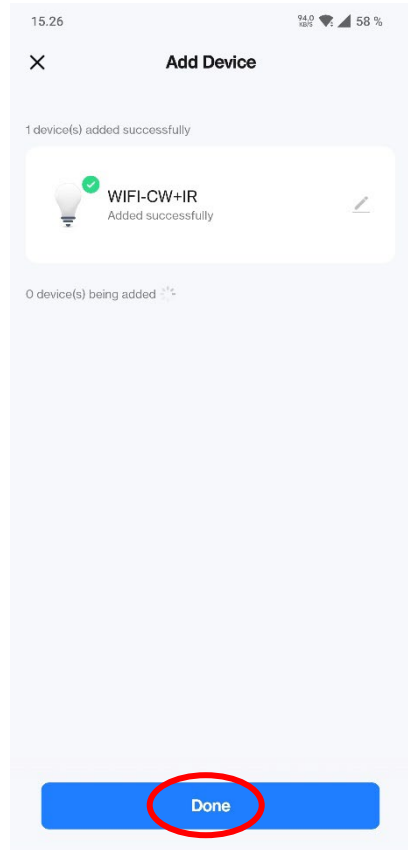 15.26 94,0 KB/S 58 %
Add Device
1 device(s) added successfully
WIFI-CW+IR
Added successfully
0 device(s) being added
Done